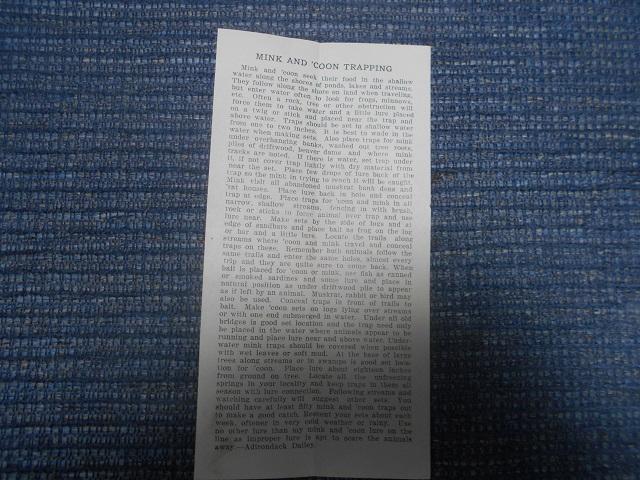 MINK AND 'COON TRAPPING
Mink and 'coon seek their food in the shallow
water along the shores of ponds, lakes and streams.
They follow along the shore on land when traveling,
but enter water often to look for frogs, minnows,
etc. Often a rock, tree or other obstruction will
force them to take water and a little lure placed
on a twig or stick and placed near the trap and
above water. Traps should be set in shallow water
from one to two inches. It is best to wade in the
water when making sets. Also place traps for mink
under overhanging banks, washed out tree roots,
piles of driftwood, beaver dams and where mink
tracks are noted. If there is water, set trap under
it, if not cover trap lightly with dry material from
near the set. Place few drops of lure back of the
trap so the mink in trying to reach it will be caught.
Mink visit all abandoned muskrat bank dens and
'rat houses. Place lure back in hole and conceal
trap at edge. Place traps for 'coon and mink in all
narrow, shallow streams, fencing in with brush,
rock or sticks to force animal over trap and use
lure near. Make sets by the side of logs and at
edge of sandbars and place bait as frog on the log
or bar and a little lure. Locate the trails along
streams where 'coon and mink travel and conceal
traps on these. Remember both animals follow the
same trails and enter the same holes, almost every
trip and they are quite sure to come back. When
bait is placed for 'coon or mink, use fish as canned
or smoked sardines and some lure and place in
natural position as under driftwood pile to appear
as if left by an animal. Muskrat, rabbit or bird may
also be used. Conceal traps in front of trails to
bait. Make 'coon sets on logs lying over streams
or with one end submerged in water. Under all old
bridges is good set location and the trap need only
be placed in the water where animals appear to be
running and place lure near and above water. Under-
water mink traps should be covered when possible
with wet leaves or soft mud. At the base of large
trees along streams or in swamps is good set loca-
tion for 'coon. Place lure about eighteen inches
from ground on tree. Locate all the unfreezing
springs in your locality and keep traps in them all
season with lure connection. Following streams and
watching carefully will suggest other sets. You
should have at least fifty mink and 'coon traps out
to make a good catch. Rescent your sets about each
week, oftener in very cold weather or rainy. Use
no other lure than my mink and 'coon lure on the
line as improper lure is apt to scare the animals
away.—Adirondack Dailey.